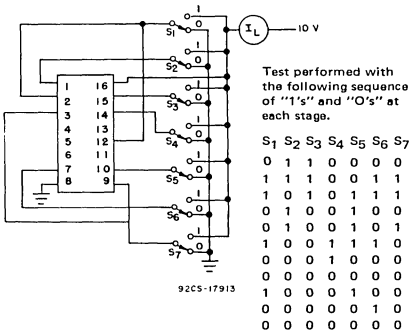 1
0
S1
1
0
S2
1
0
S3
1
0
S4
1
0
S5
1
0
S6
1
0
S7
IL
10 V
1 16
2 15
3 14
4 13
5 12
6 11
7 10
8 9
92CS-17913
Test performed with
the following sequence
of "1's" and "0's" at
each stage.
S1 S2 S3 S4 S5 S6 S7
0 1 1 0 0 0 0
1 1 1 0 0 1 1
1 0 1 0 1 1 1
0 1 0 0 1 0 0
0 1 0 0 1 0 1
1 0 0 1 1 1 0
0 0 0 1 0 0 0
0 0 0 0 0 0 0
1 0 0 0 1 0 0
0 0 0 0 0 1 0
0 0 0 0 0 0 0